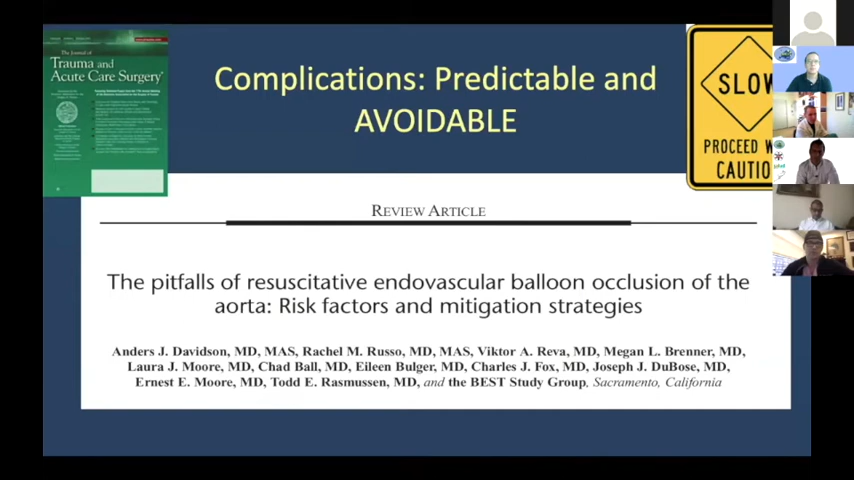 The Journal of
Trauma and
Acute Care Surgery
Complications: Predictable and
AVOIDABLE
SLOW
PROCEED W
CAUTIO
REVIEW ARTICLE
The pitfalls of resuscitative endovascular balloon occlusion of the
aorta: Risk factors and mitigation strategies
Anders J. Davidson, MD, MAS, Rachel M. Russo, MD, MAS, Viktor A. Reva, MD, Megan L. Brenner, MD,
Laura J. Moore, MD, Chad Ball, MD, Eileen Bulger, MD, Charles J. Fox, MD, Joseph J. DuBose, MD,
Ernest E. Moore, MD, Todd E. Rasmussen, MD, and the BEST Study Group, Sacramento, California